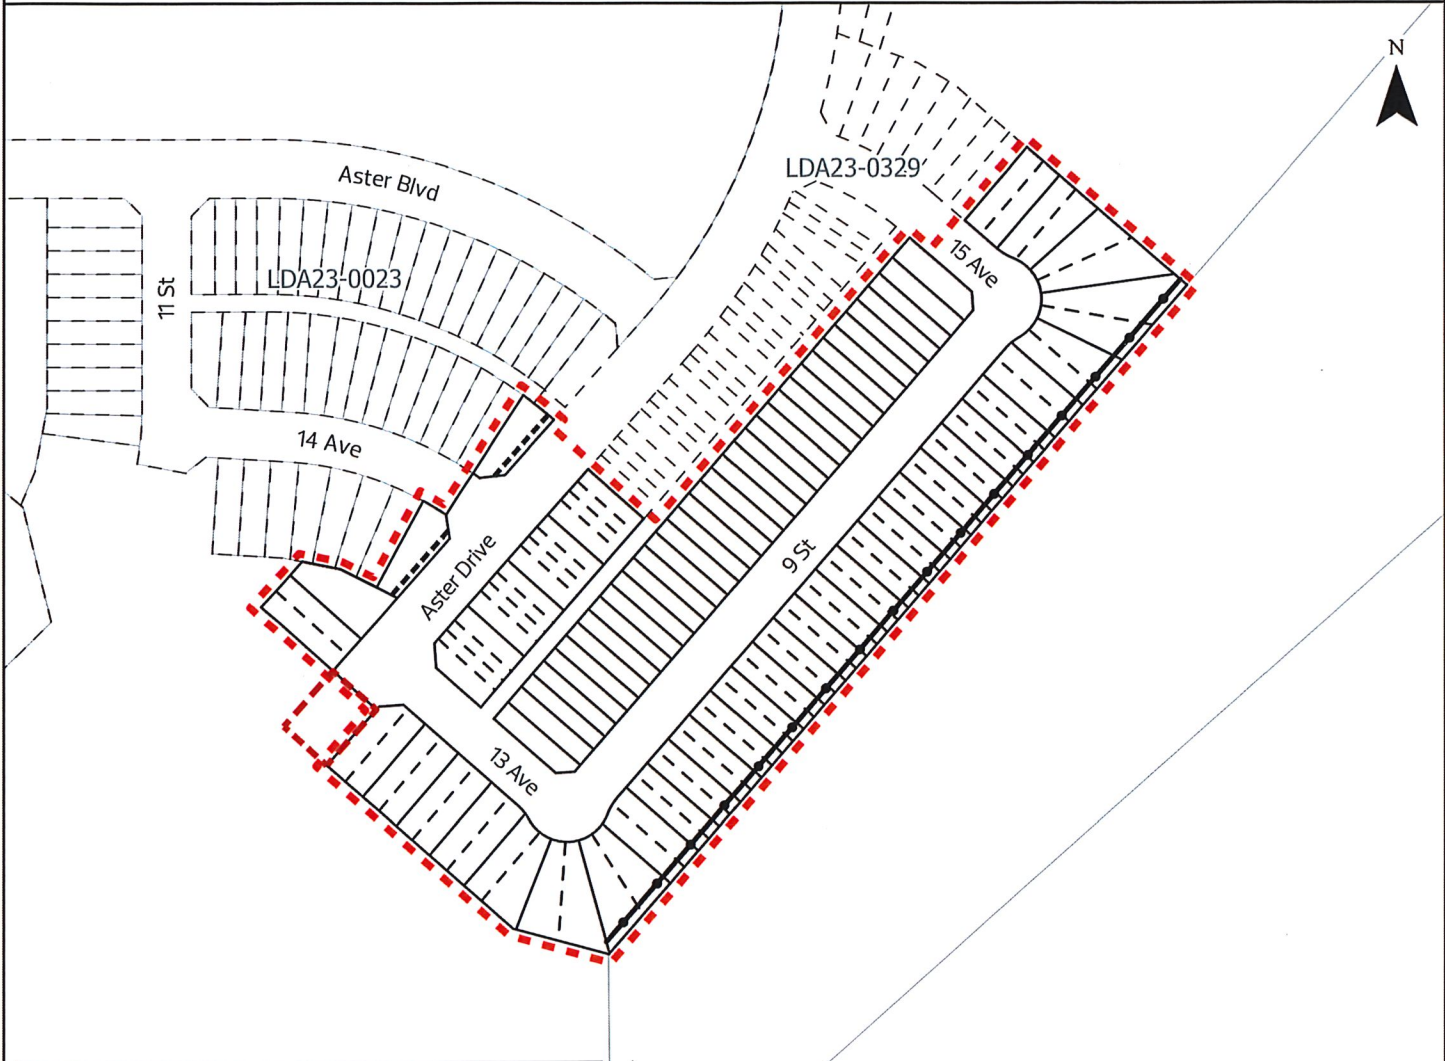 N
LDA23-0329
Aster Blvd
15 Ave
LDA23-0023
11 St
14 Ave
9 St
Aster Drive
13 Ave